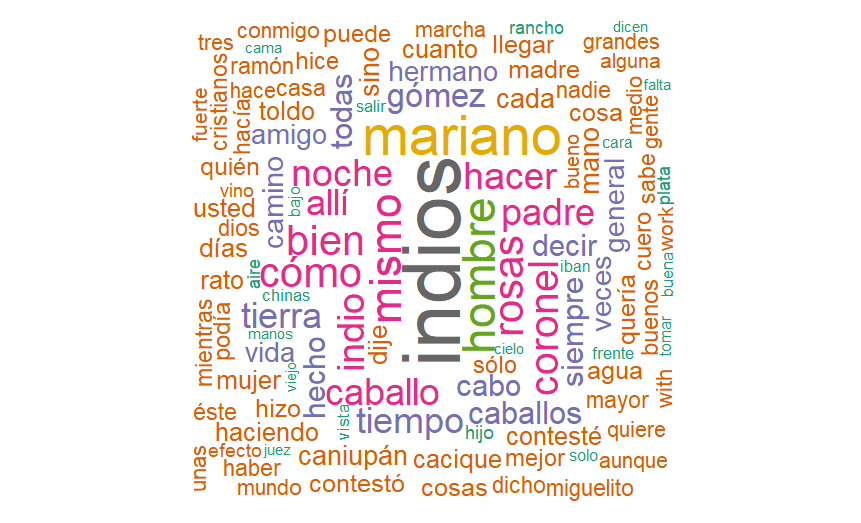 tres
conmigo
puede
marcha
rancho
dicen
cama
cuanto
llegar
grandes
ramón
hice
sino
hermano
madre
alguna
fuerte
cristianos
hace
casa
todas
gómez
cada
nadie
medio
falta
hacía
toldo
salir
cosa
gente
amigo
mariano
cara
quién
noche
hacer
bueno
mano
sabe
plata
vino
camino
bajo
allí
mismo
indios
hombre
padre
general
usted
dios
bien
rosas
decir
cuero
work
días
cómo
coronel
iban
veces
buena
rato
aire
chinas
indio
siempre
quería
buenos
mientras
podía
tierra
manos
dije
cielo
frente
tomar
vida
viejo
hecho
sólo
agua
with
mujer
caballo
cabo
mayor
éste
hizo
vista
tiempo
caballos
haciendo
hijo
contesté
quiere
unas
efecto
juez
caniupán
cacique
mejor
solo
aunque
haber
mundo
contestó
cosas
dicho
miguelito